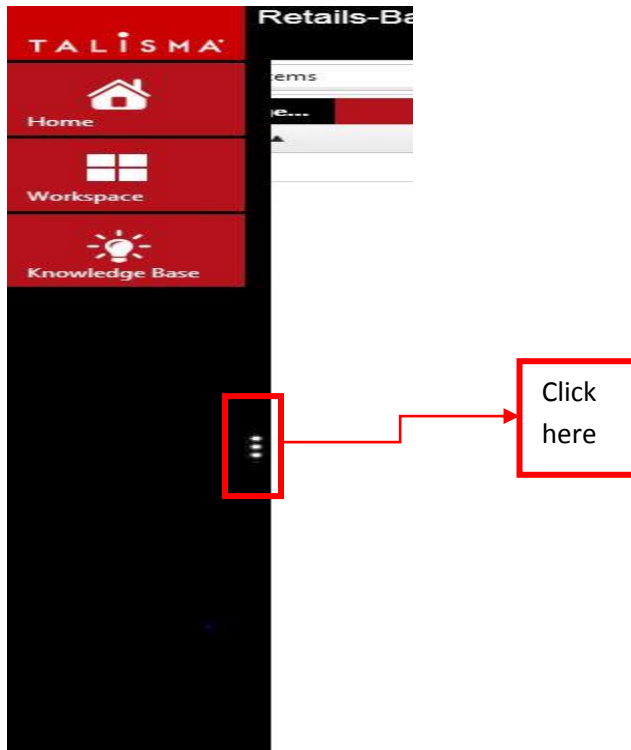 Retails-Ba
TALiSMA
ems
Home
e...
Workspace
Knowledge Base
Click
here